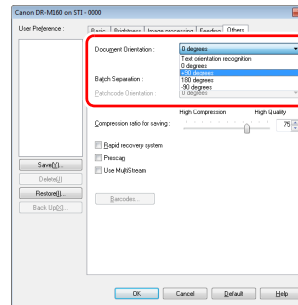 Canon DR-M160 on STI - 0000
User Preference :
Basic Brightness Image processing Feeding Others
Document Orientation : 0 degrees
Text orientation recognition
0 degrees
+90 degrees
180 degrees
-90 degrees
Batch Separation :
Patchcode Orientation : 0 degrees
High Compression High Quality
Compression ratio for saving : 75
Rapid recovery system
Prescan
Use MultiStream
Save(Y)...
Delete(J)
Restore(I)...
Back Up(X)...
Barcodes...
OK Cancel Default Help